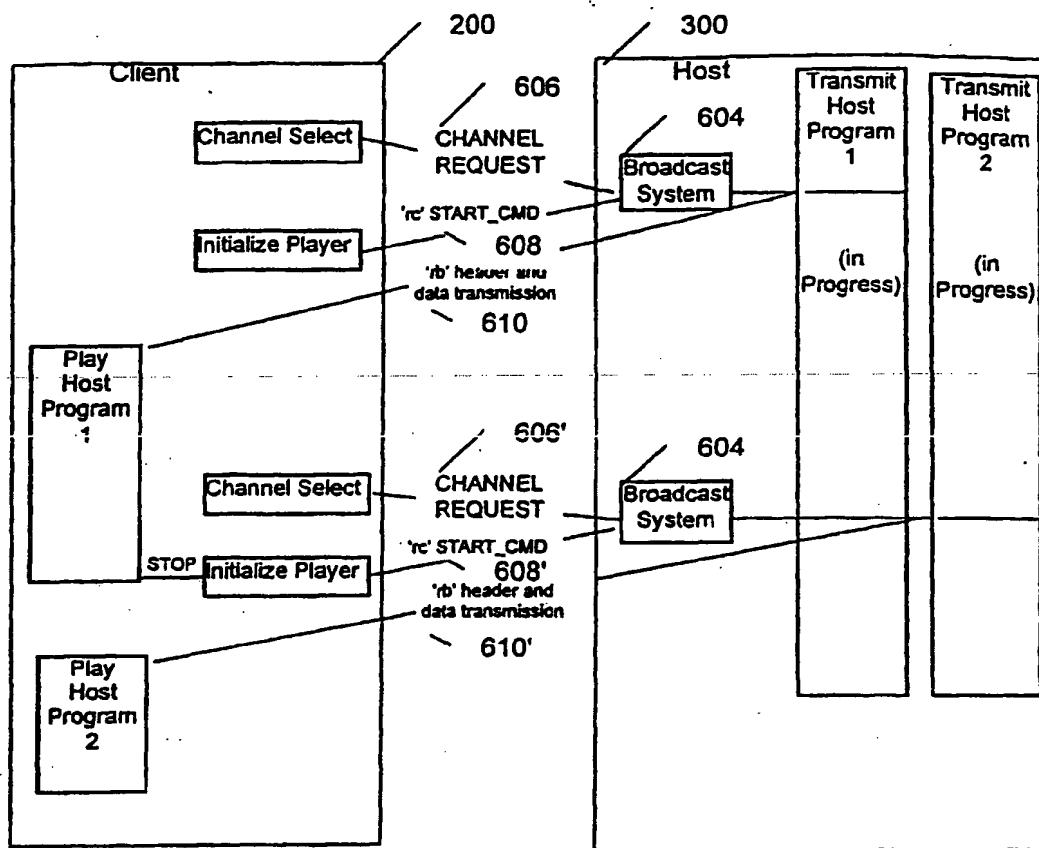 200
300
Client
Host
606
604
Channel Select
CHANNEL
REQUEST
Broadcast
System
Transmit
Host
Program
1
Transmit
Host
Program
2
'rc' START_CMD
Initialize Player
608
'rb' header and
data transmission
610
(in
Progress)
(in
Progress)
Play
Host
Program
1
606'
604
Channel Select
CHANNEL
REQUEST
Broadcast
System
'rc' START_CMD
STOP
Initialize Player
608'
'rb' header and
data transmission
610'
Play
Host
Program
2